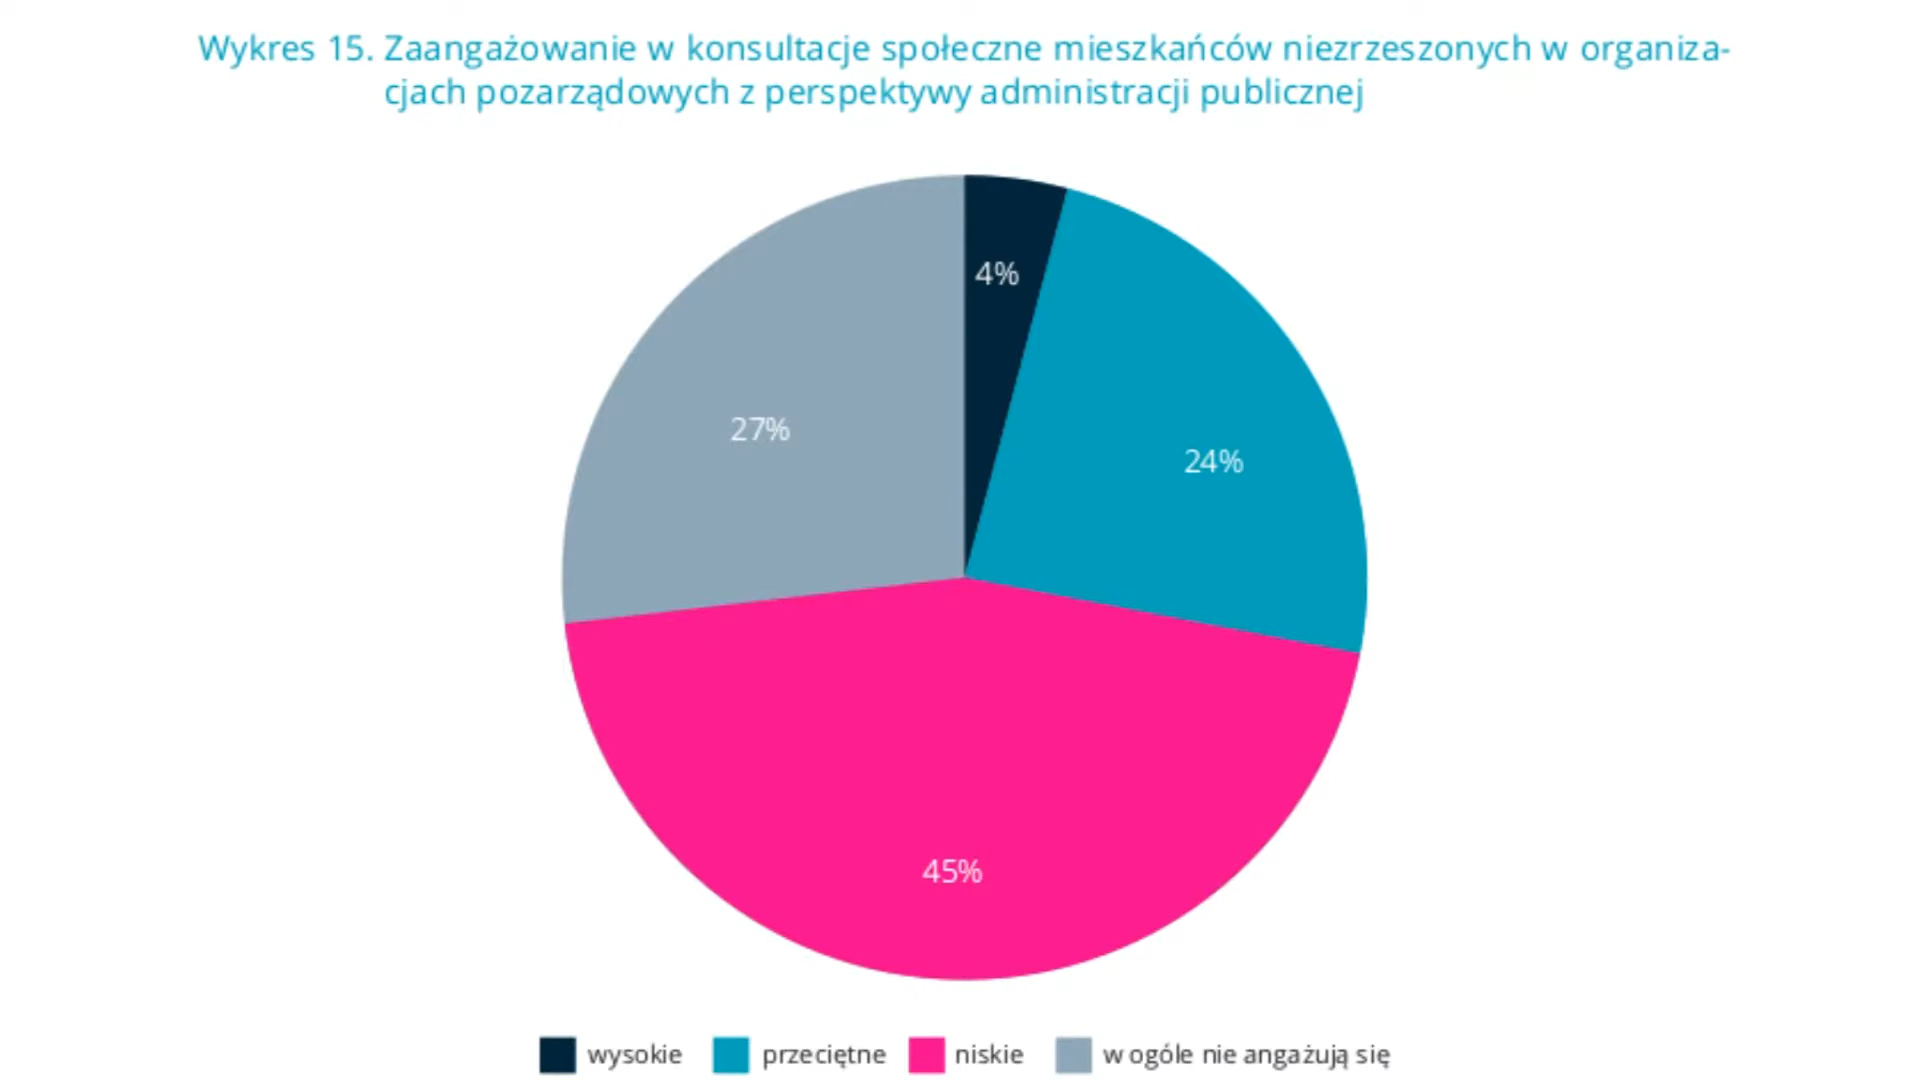 Wykres 15. Zaangażowanie w konsultacje społeczne mieszkańców niezrzeszonych w organiza-
cjach pozarządowych z perspektywy administracji publicznej
4%
27%
24%
45%
wysokie przeciętne niskie w ogóle nie angażują się